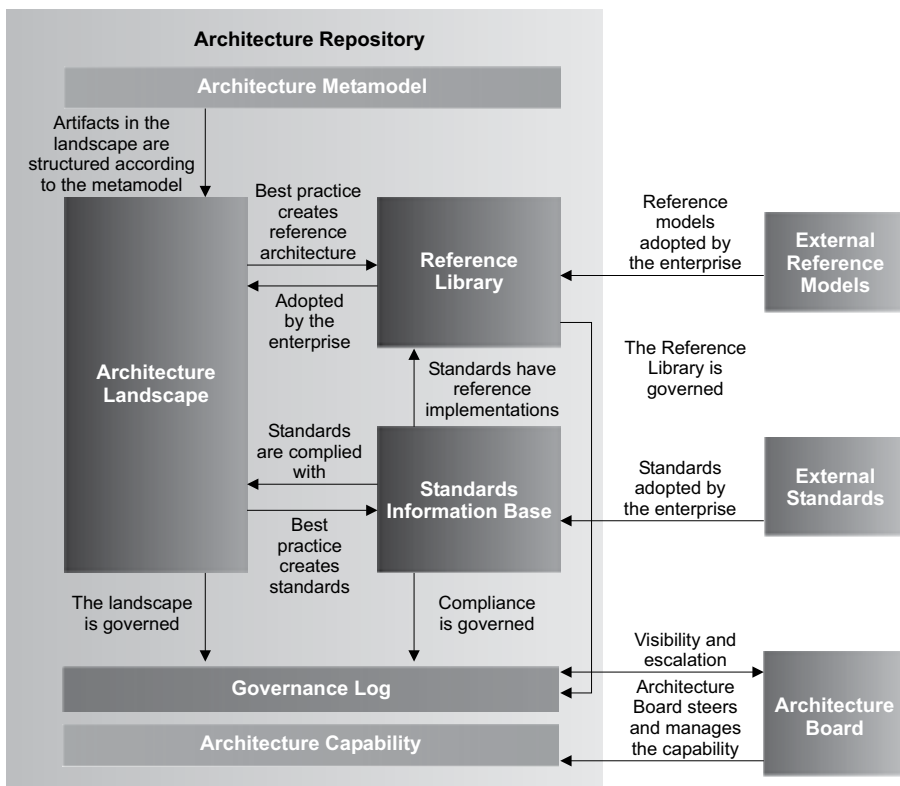 Architecture Repository
Architecture Metamodel
Artifacts in the
landscape are
structured according
to the metamodel
Best practice
creates
reference
architecture
Reference
Library
Reference
models
adopted by
the enterprise
External
Reference
Models
Adopted
by the
enterprise
The Reference
Library is
governed
Architecture
Landscape
Standards have
reference
implementations
Standards
are complied
with
Standards
Information Base
Standards
adopted by
the enterprise
External
Standards
Best
practice
creates
standards
The landscape
is governed
Compliance
is governed
Visibility and
escalation
Governance Log
Architecture
Board steers
and manages
the capability
Architecture
Board
Architecture Capability